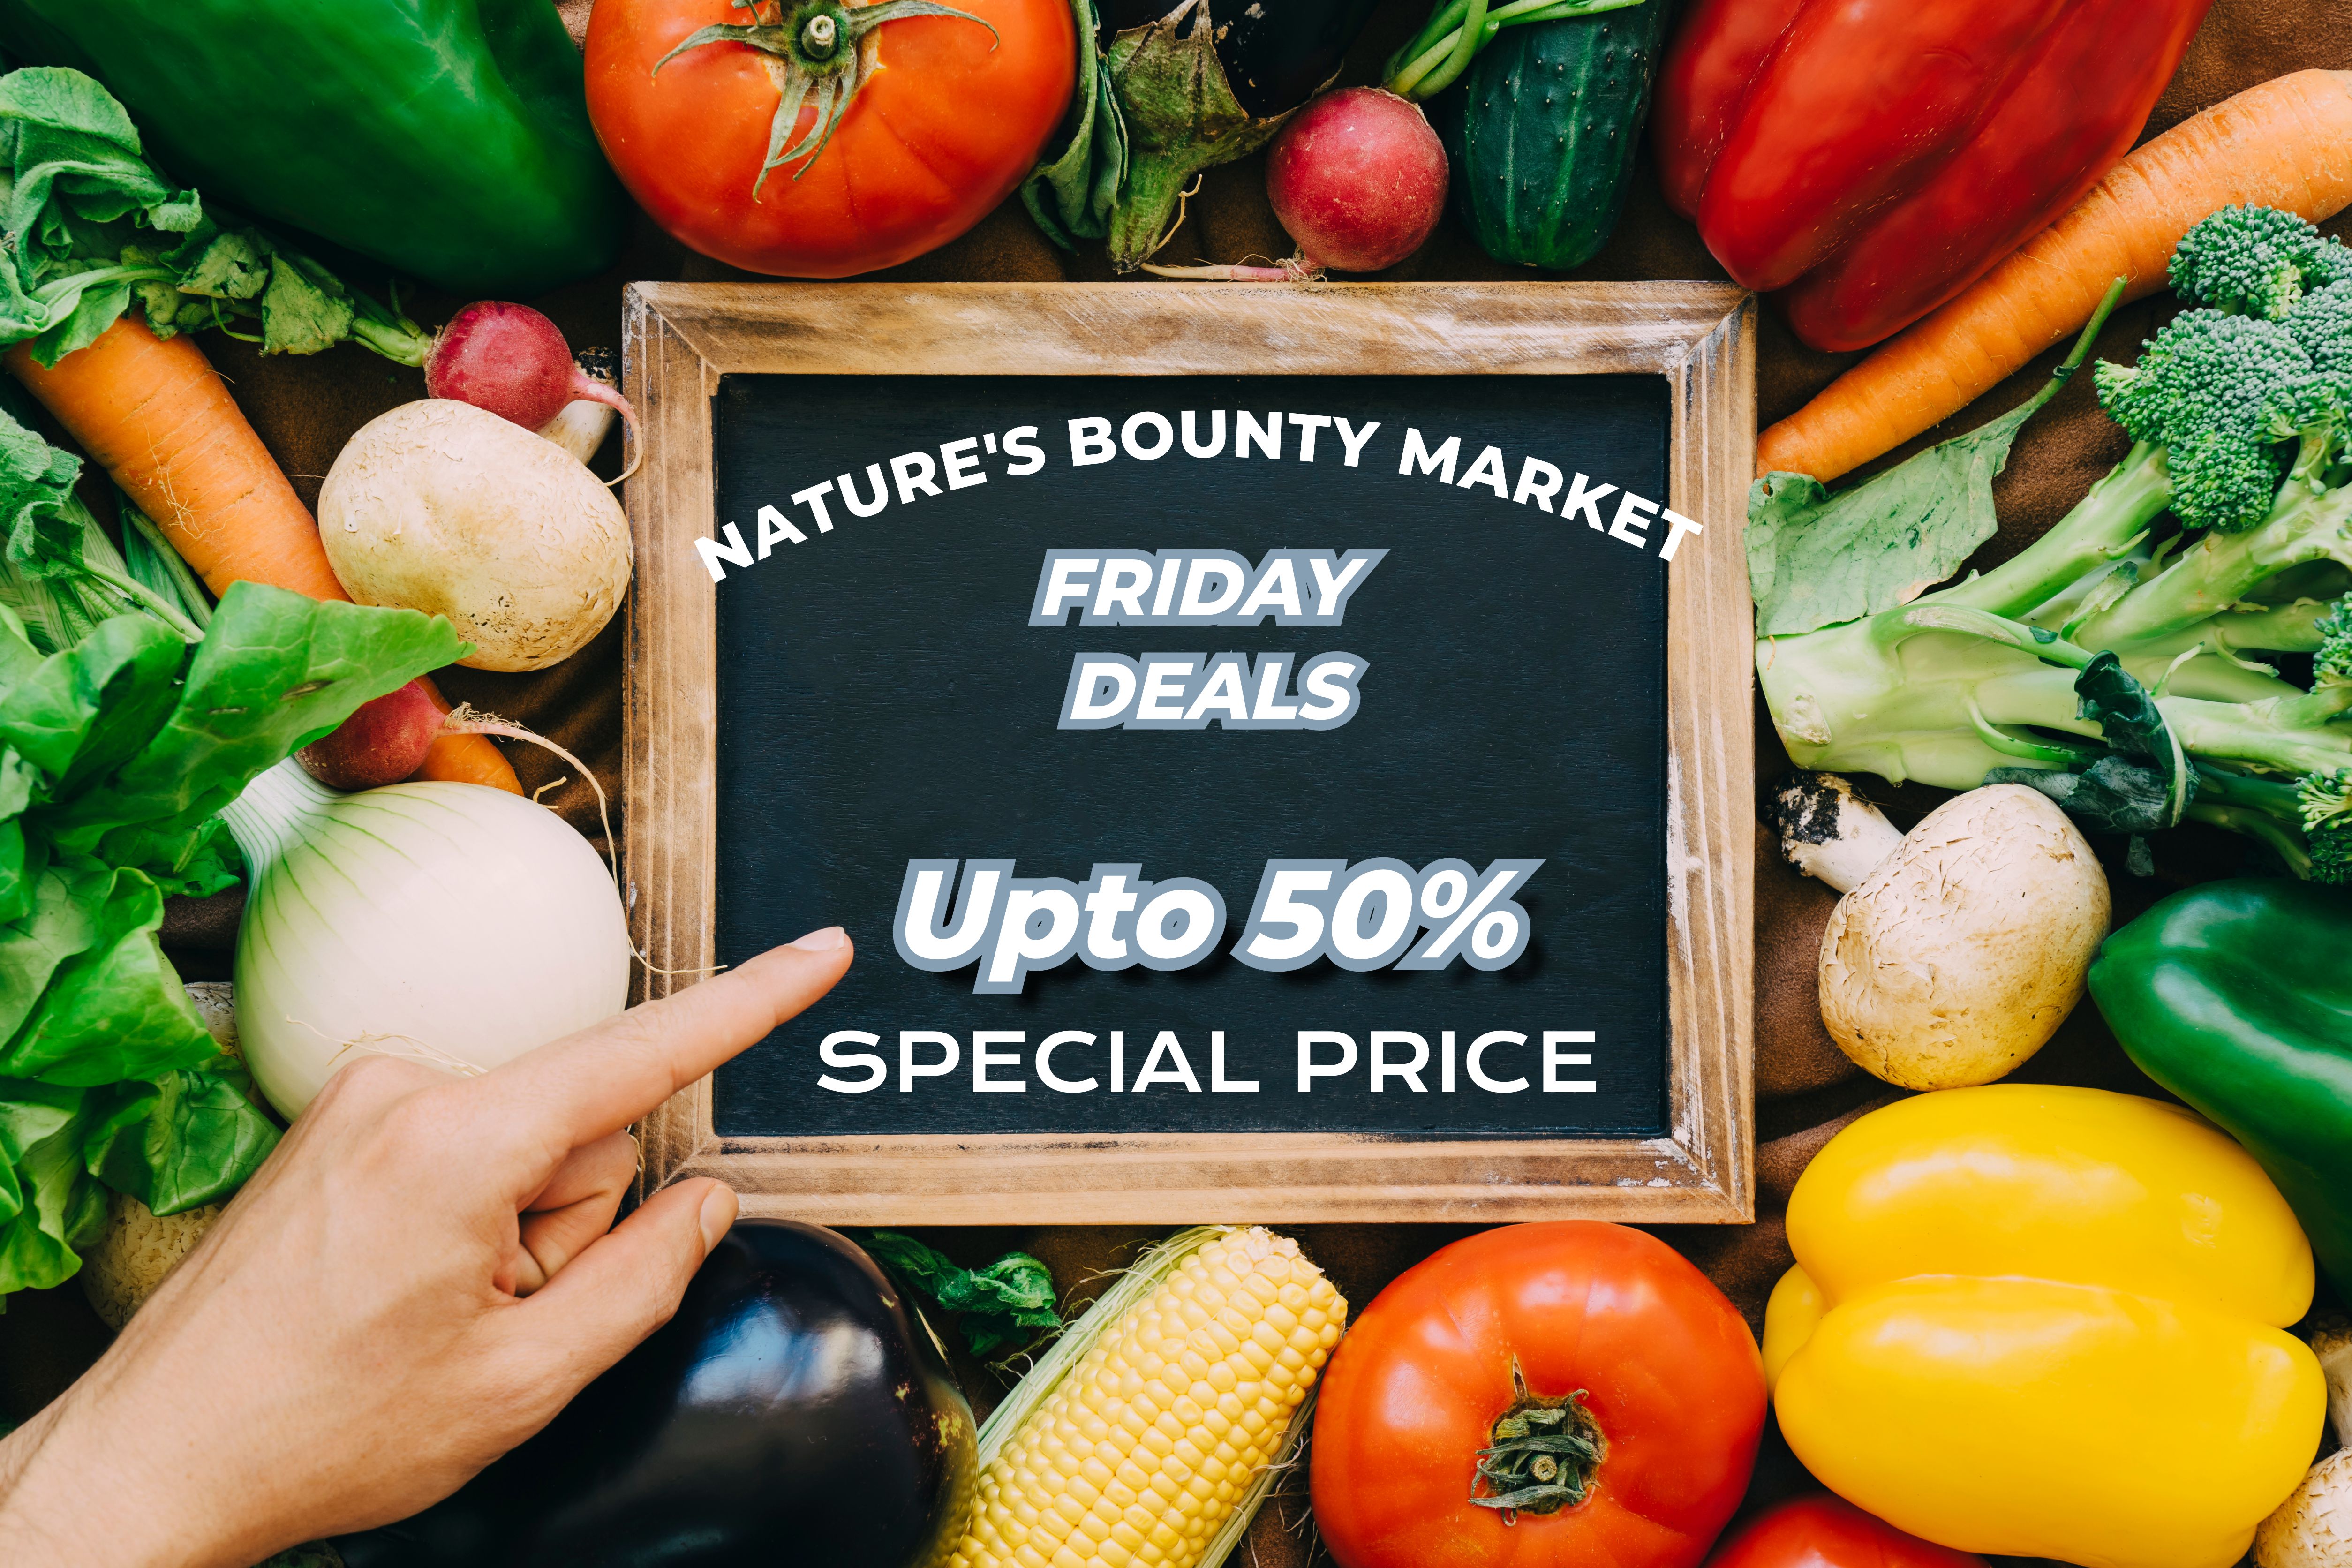 NATURE'S BOUNTY MARKET
FRIDAY
DEALS
Upto 50%
SPECIAL PRICE